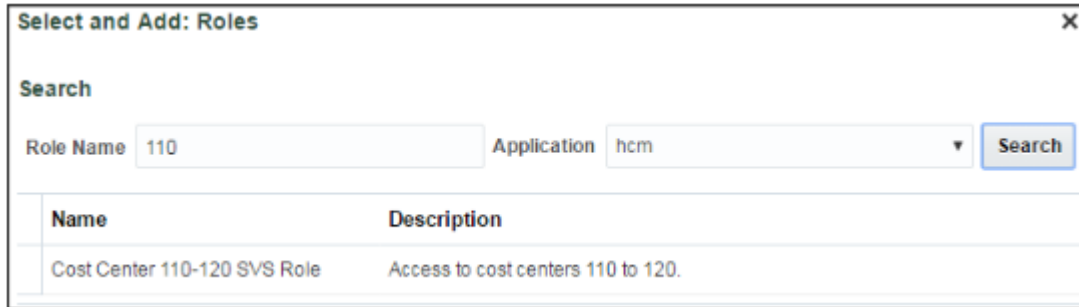 Select and Add: Roles
Search
Role Name 110 Application hcm Search
Name Description
Cost Center 110-120 SVS Role Access to cost centers 110 to 120.